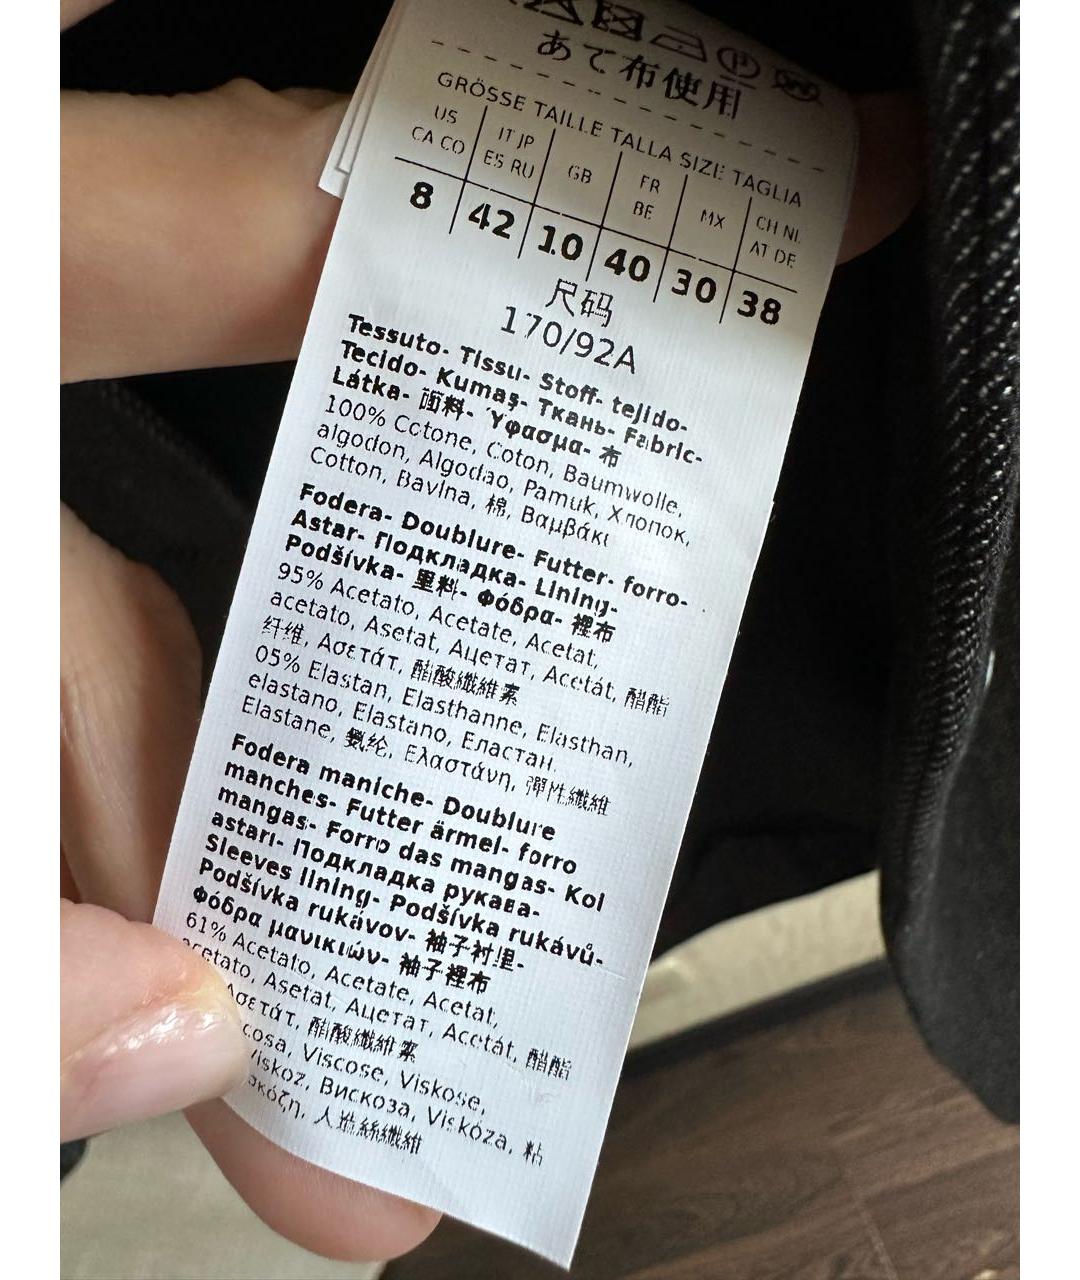 あて布使用
GRÖSSE TAILLE TALLA SIZE TAGLIA
US CA CO
IT JP ES RU
GB
FR BE
MX
CH NL AT DE
8 42 10 40 30 38
尺码
170/92A
Tessuto- Tissu- Stoff- tejido-
Tecido- Kumaş- Ткань- Fabric-
Látka- 面料- Ύφασμα- 布
100% Cotone, Coton, Baumwolle,
algodon, Algodao, Pamuk, Хлопок,
Cotton, Bavlna, 棉, Βαμβάκι
Fodera- Doublure- Futter- forro-
Astar- Подкладка- Lining-
Podšívka- 里料- Φόδρα- 裡布
95% Acetato, Acetate, Acetat,
acetato, Asetat, Ацетат, Acetát, 醋酯
纤维, Ασετάτ, 醋酸纖維素
05% Elastan, Elasthanne, Elasthan,
elastano, Elastano, Еластан,
Elastane, 氨纶, Ελαστάνη, 彈性纖維
Fodera maniche- Doublure
manches- Futter ärmel- forro
mangas- Forro das mangas- Kol
astarı- Подкладка рукава-
Sleeves lining- Podšívka rukávů-
Podšívka rukávov- 袖子衬里-
Φόδρα μανικιών- 袖子裡布
61% Acetato, Acetate, Acetat,
acetato, Asetat, Ацетат, Acetát, 醋酯
Ασετάτ, 醋酸纖維素
Viscose, Viskose,
Viskoz, Вискоза, Viskóza, 粘
人造絲纖維